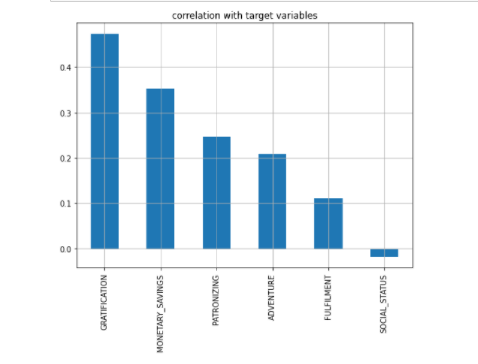 correlation with target variables
0.4
0.3
0.2
0.1
0.0
GRATIFICATION
MONETARY_SAVINGS
PATRONIZING
ADVENTURE
FULFILMENT
SOCIAL_STATUS